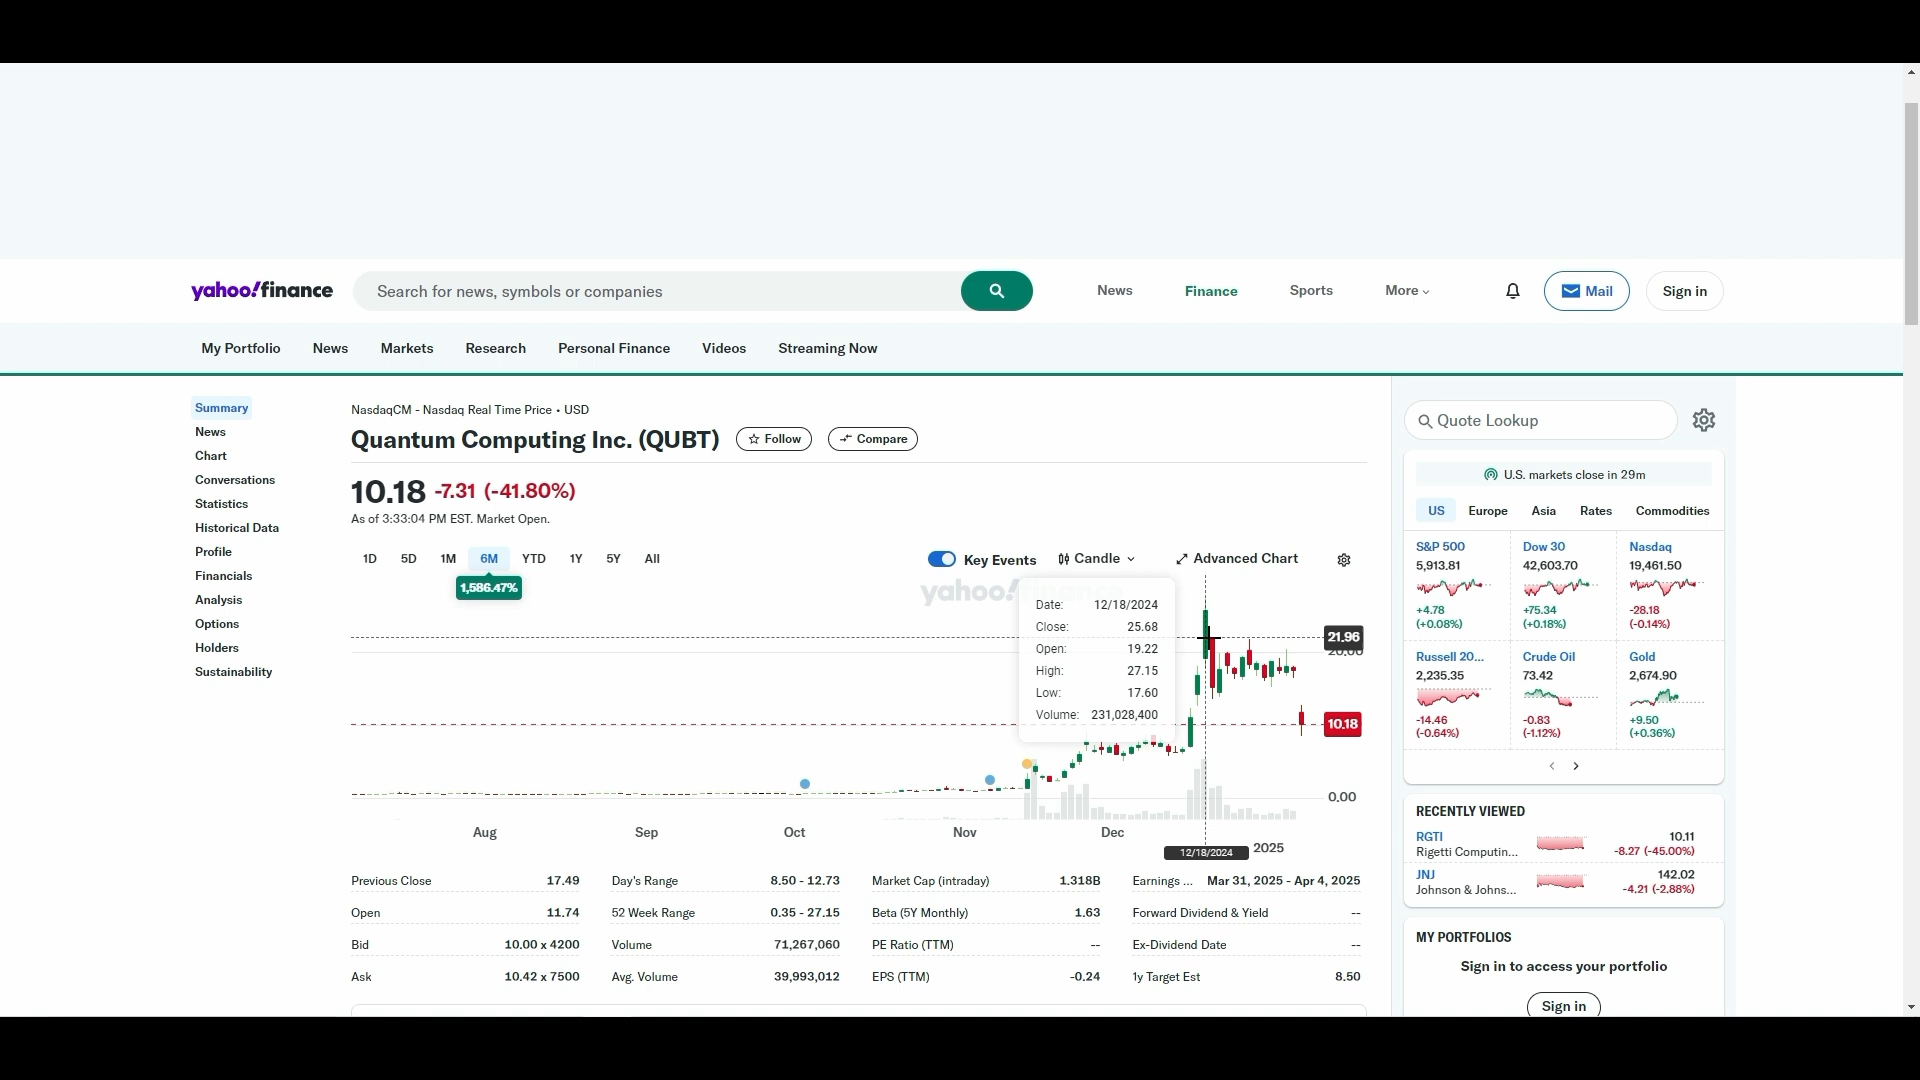 yahoo!finance
Search for news, symbols or companies
News
Finance
Sports
More
Mail
Sign in
My Portfolio
News
Markets
Research
Personal Finance
Videos
Streaming Now
Summary
News
Chart
Conversations
Statistics
Historical Data
Profile
Financials
Analysis
Options
Holders
Sustainability
NasdaqCM - Nasdaq Real Time Price • USD
Quantum Computing Inc. (QUBT)
Follow
Compare
10.18 -7.31 (-41.80%)
As of 3:33:04 PM EST. Market Open.
1D
5D
1M
6M
YTD
1Y
5Y
All
1,586.47%
Key Events
Candle
Advanced Chart
yahoo!
Date: 12/18/2024
Close: 25.68
Open: 19.22
High: 27.15
Low: 17.60
Volume: 231,028,400
21.96
20.00
10.18
0.00
Aug
Sep
Oct
Nov
Dec
2025
12/18/2024
Previous Close 17.49
Open 11.74
Bid 10.00 x 4200
Ask 10.42 x 7500
Day's Range 8.50 - 12.73
52 Week Range 0.35 - 27.15
Volume 71,267,060
Avg. Volume 39,993,012
Market Cap (intraday) 1.318B
Beta (5Y Monthly) 1.63
PE Ratio (TTM) --
EPS (TTM) -0.24
Earnings ... Mar 31, 2025 - Apr 4, 2025
Forward Dividend & Yield --
Ex-Dividend Date --
1y Target Est 8.50
Quote Lookup
U.S. markets close in 29m
US
Europe
Asia
Rates
Commodities
S&P 500
5,913.81
+4.78
(+0.08%)
Dow 30
42,603.70
+75.34
(+0.18%)
Nasdaq
19,461.50
-28.18
(-0.14%)
Russell 20...
2,235.35
-14.46
(-0.64%)
Crude Oil
73.42
-0.83
(-1.12%)
Gold
2,674.90
+9.50
(+0.36%)
RECENTLY VIEWED
RGTI 10.11
Rigetti Computin... -8.27 (-45.00%)
JNJ 142.02
Johnson & Johns... -4.21 (-2.88%)
MY PORTFOLIOS
Sign in to access your portfolio
Sign in